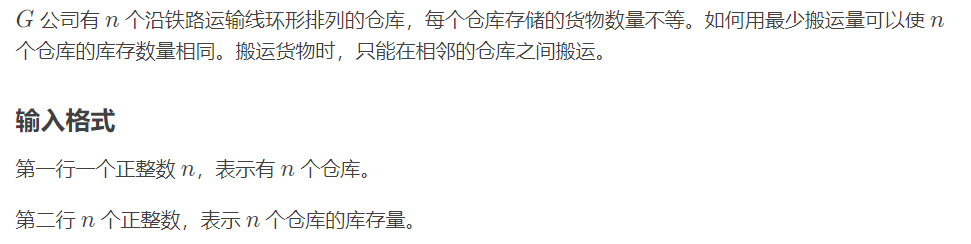 G 公司有 n 个沿铁路运输线环形排列的仓库，每个仓库存储的货物数量不等。如何用最少搬运量可以使 n
个仓库的库存数量相同。搬运货物时，只能在相邻的仓库之间搬运。
输入格式
第一行一个正整数 n，表示有 n 个仓库。
第二行 n 个正整数，表示 n 个仓库的库存量。